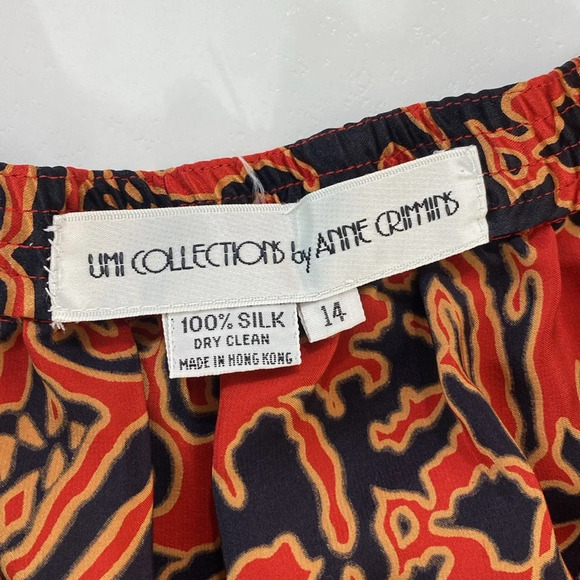 UMI COLLECTIONS by ANNE CRIMMINS
100% SILK
DRY CLEAN
MADE IN HONG KONG
14